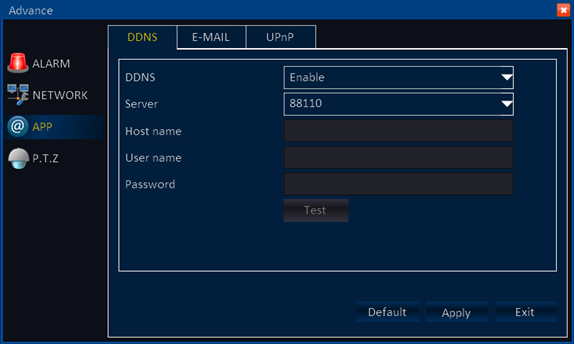 Advance
DDNS E-MAIL UPnP
ALARM
NETWORK
APP
P.T.Z
DDNS Enable
Server 88110
Host name
User name
Password
Test
Default Apply Exit